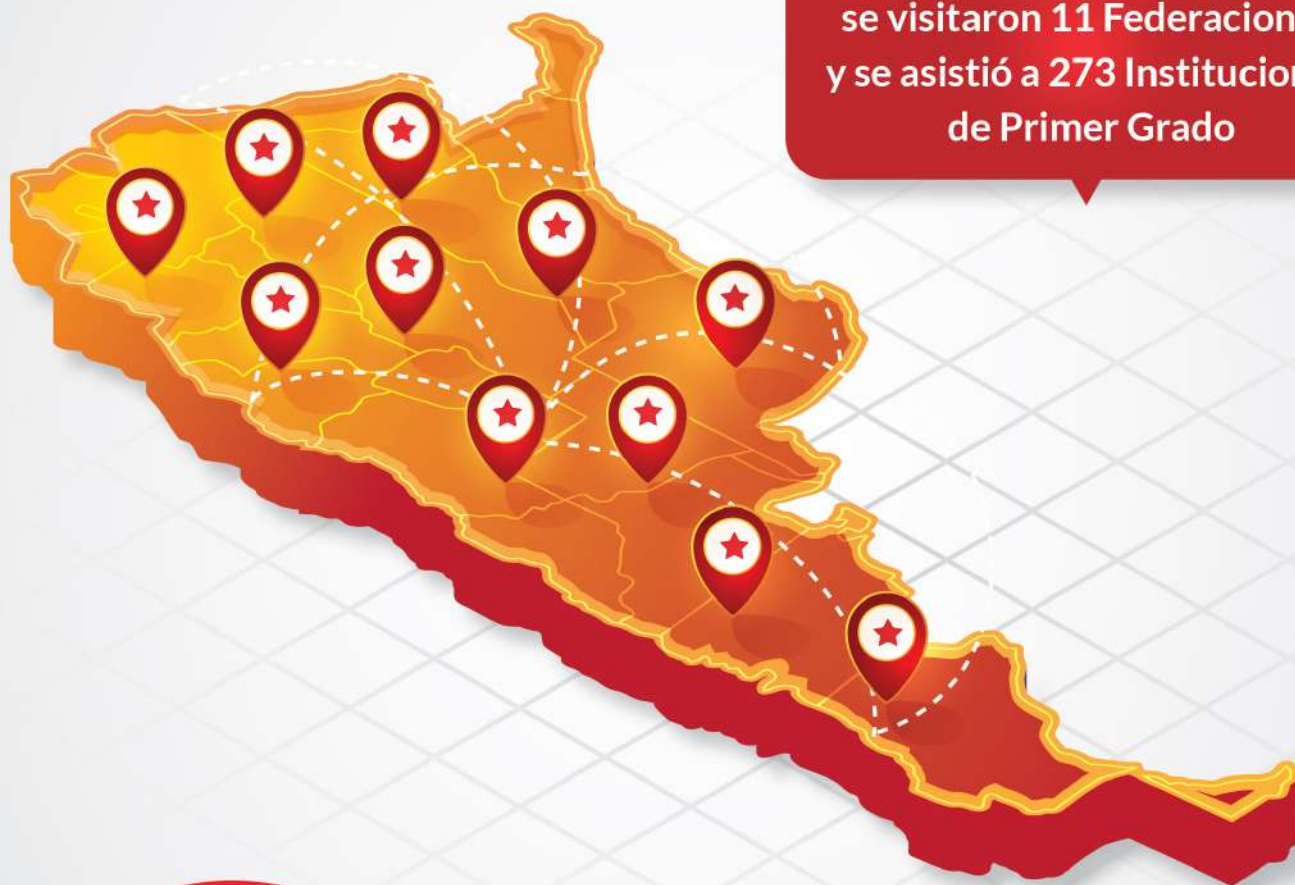 se visitaron 11 Federacion
y se asistió a 273 Institucion
de Primer Grado